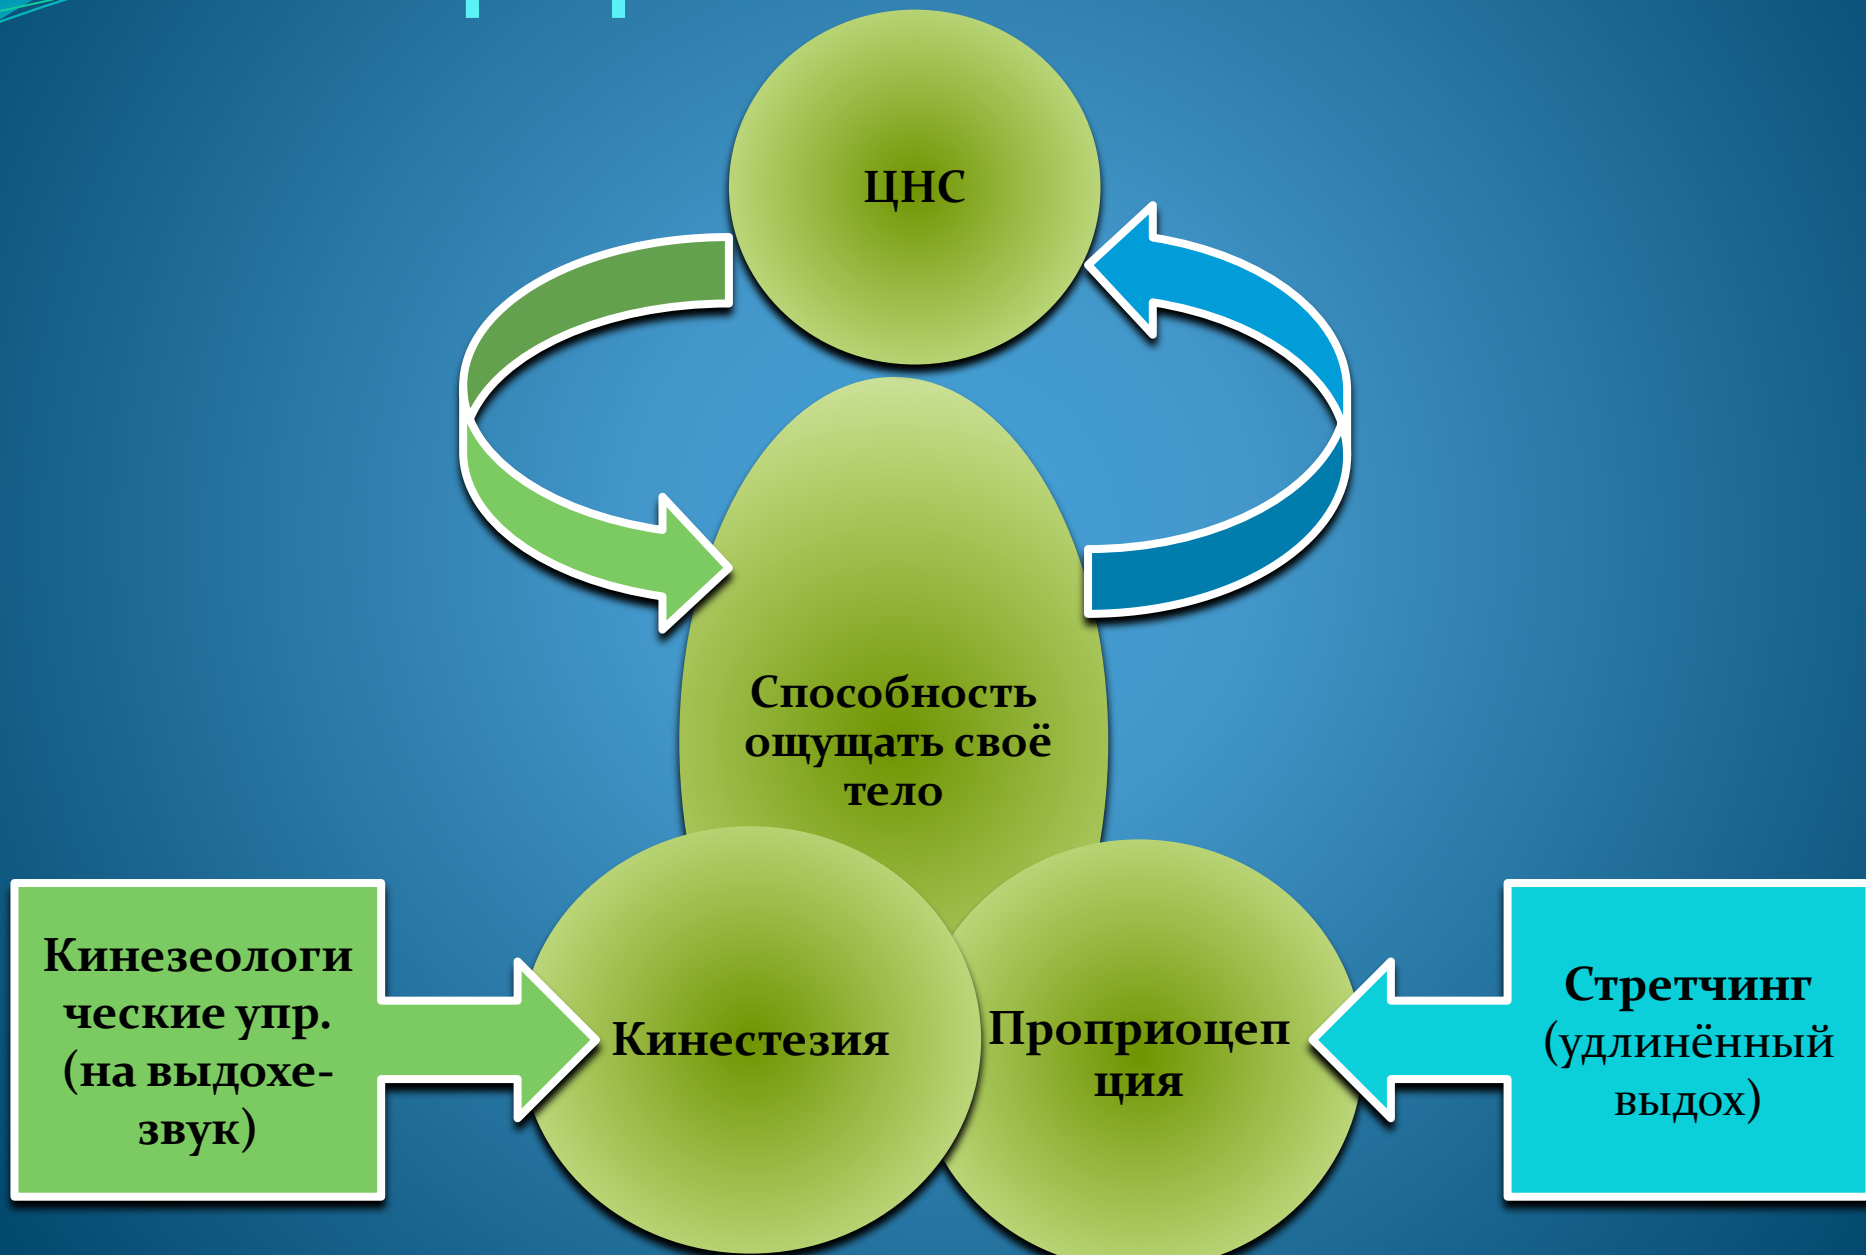 ЦНС
Способность
ощущать своё
тело
Кинезеологи
ческие упр.
(на выдохе-
звук)
Кинестезия
Проприоцеп
ция
Стретчинг
(удлинённый
выдох)